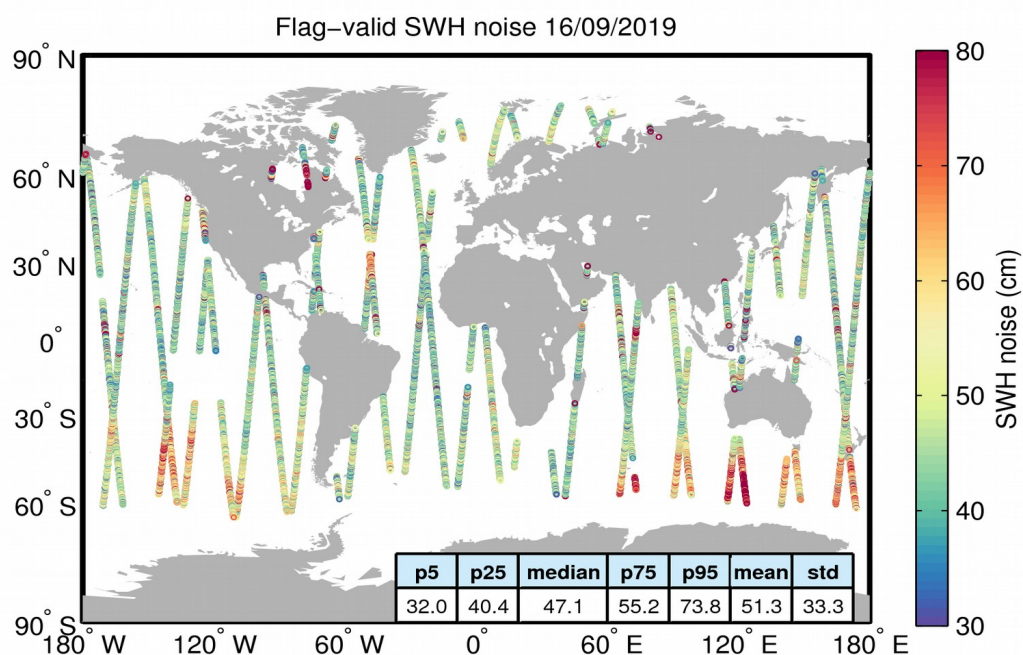 Flag−valid SWH noise 16/09/2019
90° N
60° N
30° N
0°
30° S
60° S
90° S
180° W
120° W
60° W
0°
60° E
120° E
180° E
p5 p25 median p75 p95 mean std
32.0 40.4 47.1 55.2 73.8 51.3 33.3
80
70
60
50
40
30
SWH noise (cm)